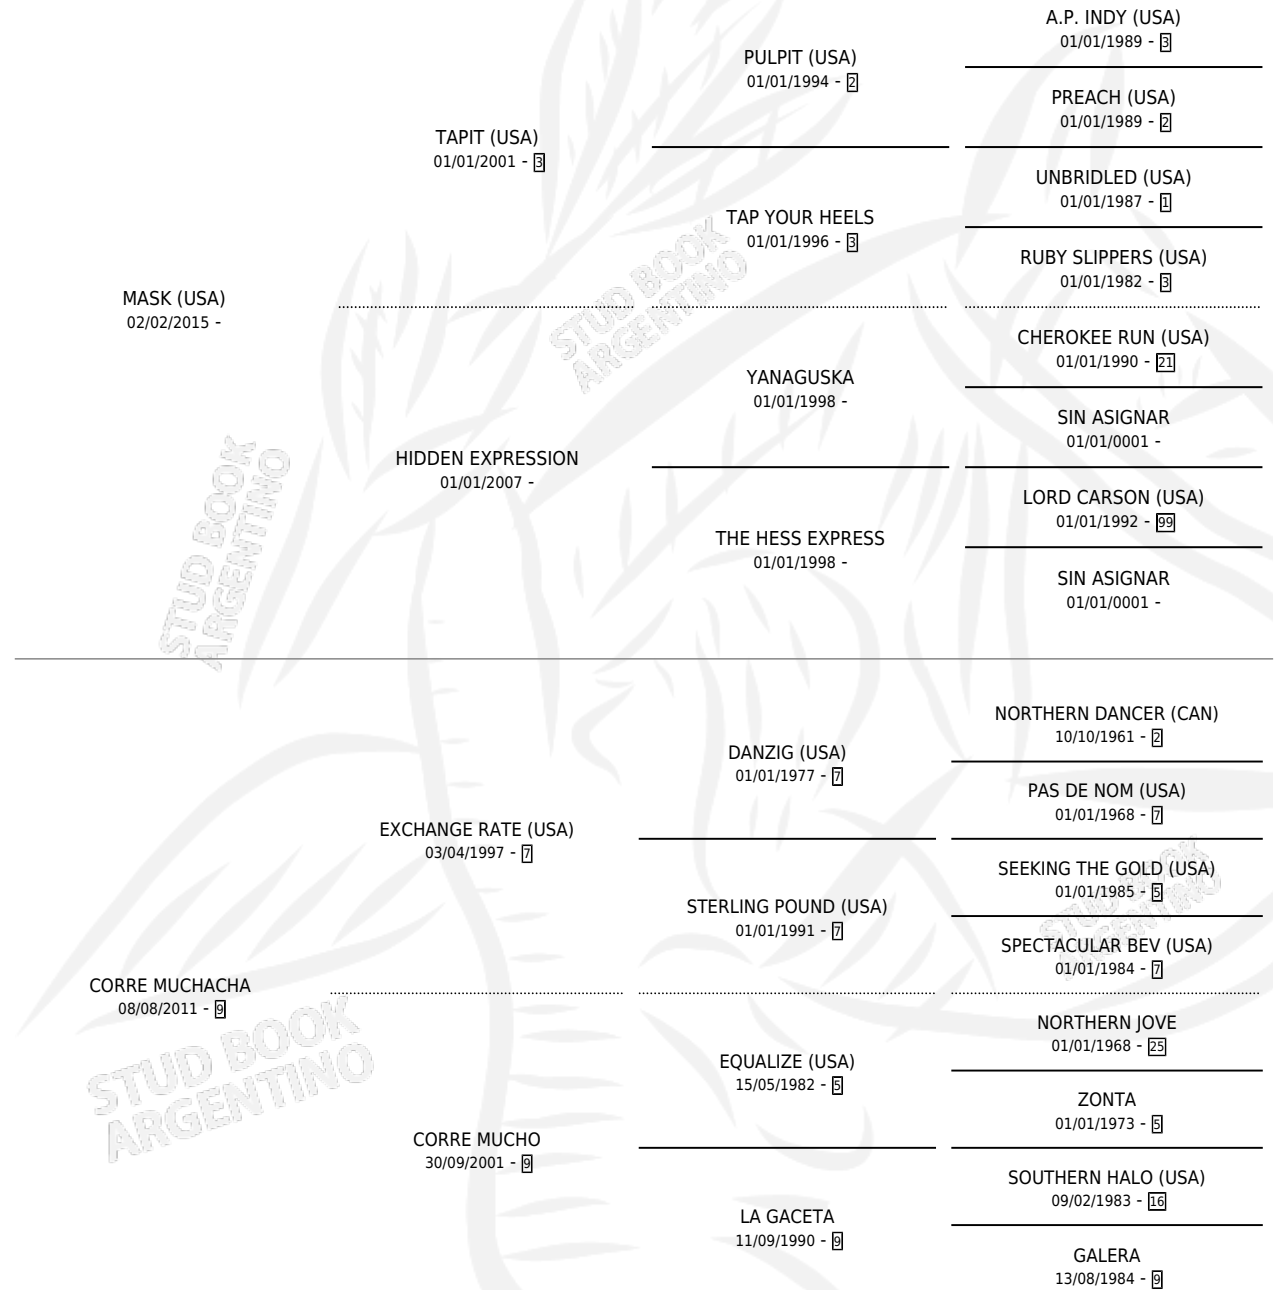 A.P. INDY (USA)
01/01/1989 - 3
PULPIT (USA)
01/01/1994 - 2
PREACH (USA)
01/01/1989 - 2
TAPIT (USA)
01/01/2001 - 3
UNBRIDLED (USA)
01/01/1987 - 1
TAP YOUR HEELS
01/01/1996 - 3
RUBY SLIPPERS (USA)
01/01/1982 - 3
MASK (USA)
02/02/2015 -
CHEROKEE RUN (USA)
01/01/1990 - 21
YANAGUSKA
01/01/1998 -
SIN ASIGNAR
01/01/0001 -
HIDDEN EXPRESSION
01/01/2007 -
LORD CARSON (USA)
01/01/1992 - 99
THE HESS EXPRESS
01/01/1998 -
SIN ASIGNAR
01/01/0001 -
STUD BOOK
ARGENTINO
STUD BOOK
ARGENTINO
NORTHERN DANCER (CAN)
10/10/1961 - 2
DANZIG (USA)
01/01/1977 - 7
PAS DE NOM (USA)
01/01/1968 - 7
EXCHANGE RATE (USA)
03/04/1997 - 7
SEEKING THE GOLD (USA)
01/01/1985 - 5
STERLING POUND (USA)
01/01/1991 - 7
SPECTACULAR BEV (USA)
01/01/1984 - 7
CORRE MUCHACHA
08/08/2011 - 9
NORTHERN JOVE
01/01/1968 - 25
EQUALIZE (USA)
15/05/1982 - 5
ZONTA
01/01/1973 - 5
CORRE MUCHO
30/09/2001 - 9
SOUTHERN HALO (USA)
09/02/1983 - 16
LA GACETA
11/09/1990 - 9
GALERA
13/08/1984 - 9
STUD BOOK
ARGENTINO
STUD BOOK
ARGENTINO